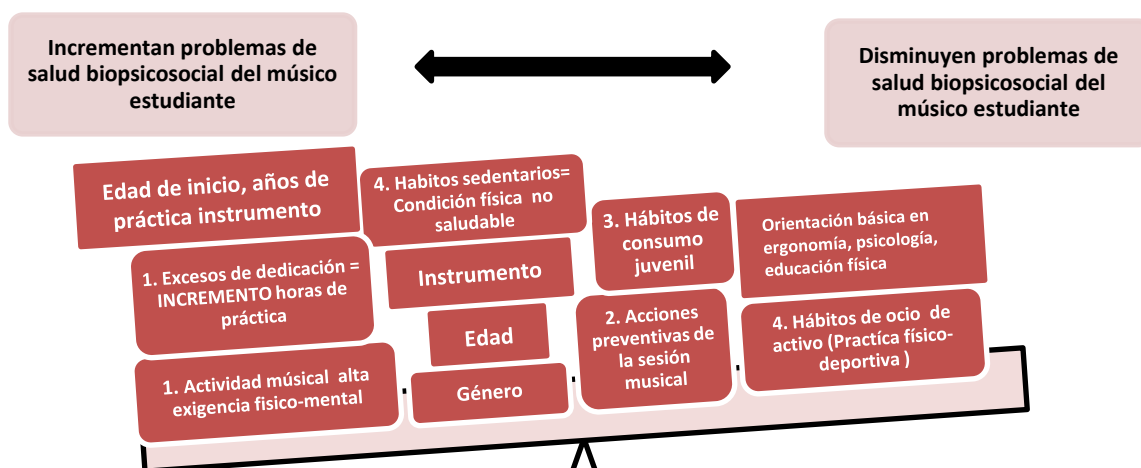 Incrementan problemas de
salud biopsicosocial del músico
estudiante
Disminuyen problemas de
salud biopsicosocial del
músico estudiante
Edad de inicio, años de
práctica instrumento
4. Habitos sedentarios=
Condición física no
saludable
3. Hábitos de
consumo
juvenil
Orientación básica en
ergonomía, psicología,
educación física
1. Excesos de dedicación =
INCREMENTO horas de
práctica
Instrumento
Edad
2. Acciones
preventivas de
la sesión
musical
4. Hábitos de ocio de
activo (Practíca físico-
deportiva )
1. Actividad músical alta
exigencia fisico-mental
Género